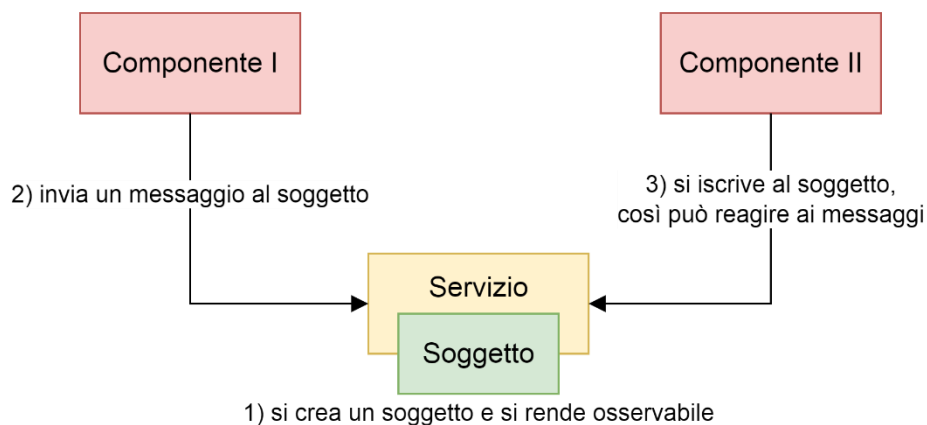 Componente I
Componente II
2) invia un messaggio al soggetto
3) si iscrive al soggetto,
così può reagire ai messaggi
Servizio
Soggetto
1) si crea un soggetto e si rende osservabile